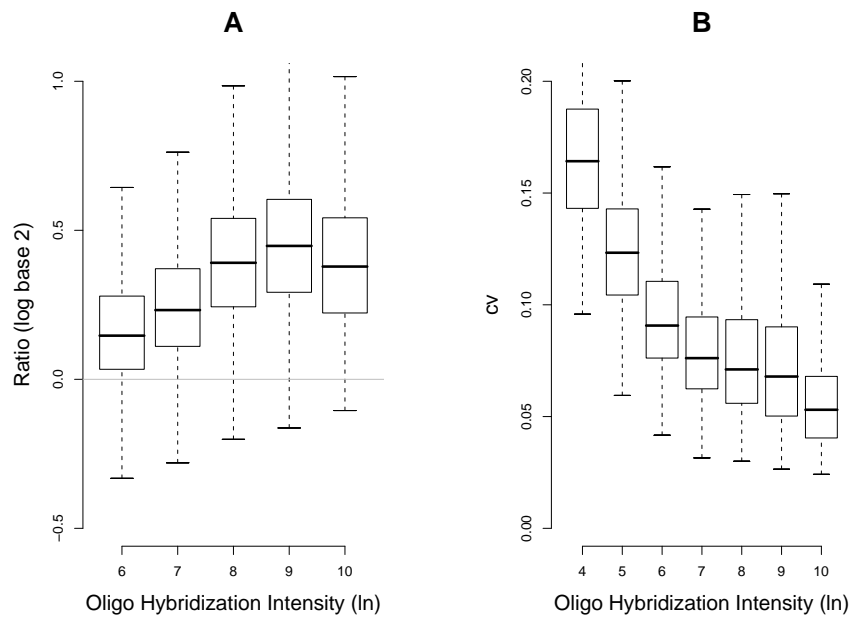 A
1.0
0.5
0.0
−0.5
Ratio (log base 2)
6 7 8 9 10
Oligo Hybridization Intensity (ln)
B
0.20
0.15
0.10
0.05
0.00
cv
4 5 6 7 8 9 10
Oligo Hybridization Intensity (ln)